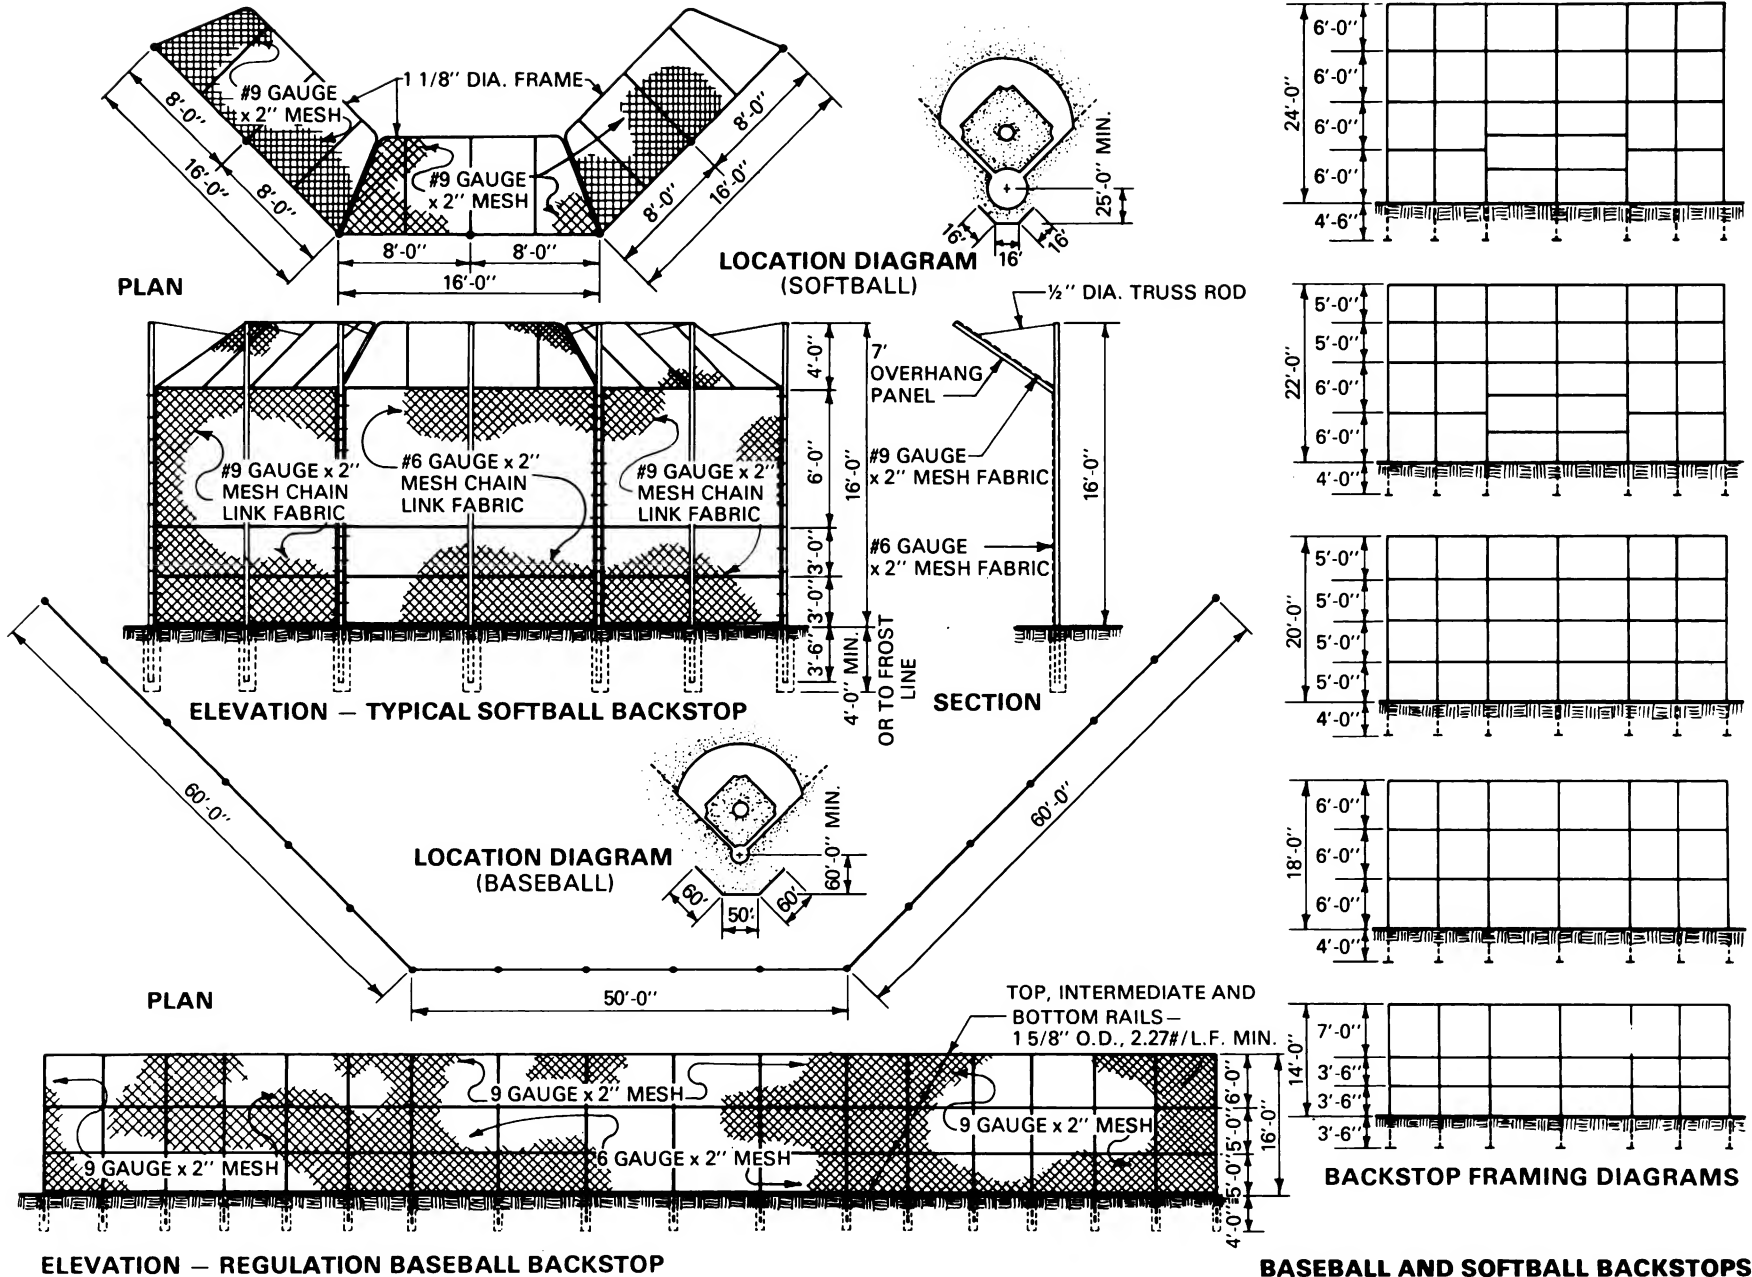 #9 GAUGE
x 2" MESH
1 1/8" DIA. FRAME
8'-0"
8'-0"
16'-0"
#9 GAUGE
x 2" MESH
8'-0"
8'-0"
16'-0"
8'-0"
8'-0"
16'-0"
PLAN
25'-0" MIN.
16'
16'
16'
LOCATION DIAGRAM
(SOFTBALL)
½" DIA. TRUSS ROD
7'
OVERHANG
PANEL
#9 GAUGE
x 2" MESH FABRIC
#6 GAUGE
x 2" MESH FABRIC
16'-0"
SECTION
#9 GAUGE x 2"
MESH CHAIN
LINK FABRIC
#6 GAUGE x 2"
MESH CHAIN
LINK FABRIC
#9 GAUGE x 2"
MESH CHAIN
LINK FABRIC
4'-0"
6'-0"
3'-0"
3'-0"
3'-6"
16'-0"
4'-0" MIN.
OR TO FROST
LINE
ELEVATION — TYPICAL SOFTBALL BACKSTOP
60'-0"
60'-0"
50'-0"
LOCATION DIAGRAM
(BASEBALL)
60'-0" MIN.
60'
50'
60'
PLAN
TOP, INTERMEDIATE AND
BOTTOM RAILS—
1 5/8" O.D., 2.27#/L.F. MIN.
9 GAUGE x 2" MESH
9 GAUGE x 2" MESH
6 GAUGE x 2" MESH
9 GAUGE x 2" MESH
6'-0"
5'-0"
5'-0"
4'-0"
16'-0"
ELEVATION — REGULATION BASEBALL BACKSTOP
6'-0"
6'-0"
6'-0"
6'-0"
4'-6"
24'-0"
5'-0"
5'-0"
6'-0"
6'-0"
4'-0"
22'-0"
5'-0"
5'-0"
5'-0"
5'-0"
4'-0"
20'-0"
6'-0"
6'-0"
6'-0"
4'-0"
18'-0"
7'-0"
3'-6"
3'-6"
3'-6"
14'-0"
BACKSTOP FRAMING DIAGRAMS
BASEBALL AND SOFTBALL BACKSTOPS